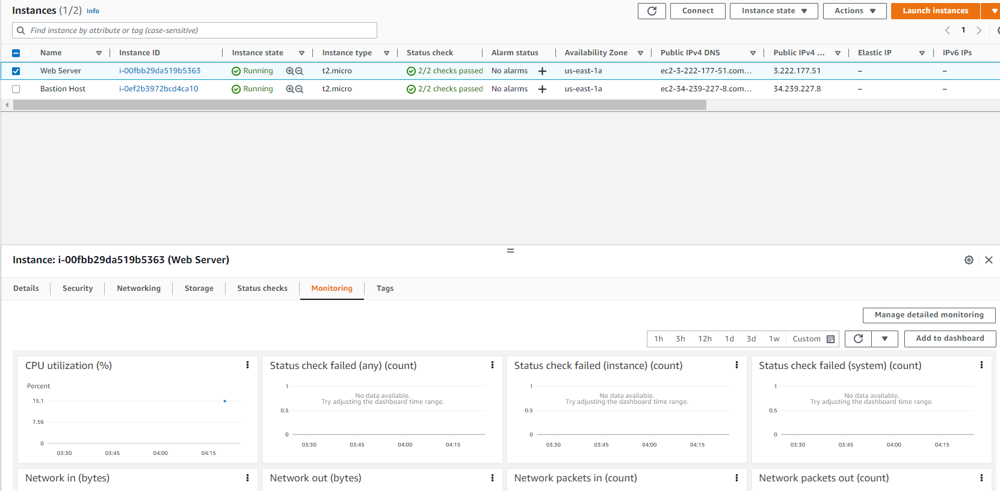 Instances (1/2) Info
Connect Instance state Actions Launch instances
Find instance by attribute or tag (case-sensitive)
1
Name Instance ID Instance state Instance type Status check Alarm status Availability Zone Public IPv4 DNS Public IPv4 ... Elastic IP IPv6 IPs
Web Server i-00fbb29da519b5363 Running t2.micro 2/2 checks passed No alarms + us-east-1a ec2-3-222-177-51.com... 3.222.177.51 – –
Bastion Host i-0ef2b3972bcd4ca10 Running t2.micro 2/2 checks passed No alarms + us-east-1a ec2-34-239-227-8.com... 34.239.227.8 – –
Instance: i-00fbb29da519b5363 (Web Server)
Details Security Networking Storage Status checks Monitoring Tags
Manage detailed monitoring
1h 3h 12h 1d 3d 1w Custom Add to dashboard
CPU utilization (%)
Percent
15.1
7.56
0
03:30 03:45 04:00 04:15
Status check failed (any) (count)
1
No data available.
Try adjusting the dashboard time range.
0.5
0
03:30 03:45 04:00 04:15
Status check failed (instance) (count)
1
No data available.
Try adjusting the dashboard time range.
0.5
0
03:30 03:45 04:00 04:15
Status check failed (system) (count)
1
No data available.
Try adjusting the dashboard time range.
0.5
0
03:30 03:45 04:00 04:15
Network in (bytes) Network out (bytes) Network packets in (count) Network packets out (count)